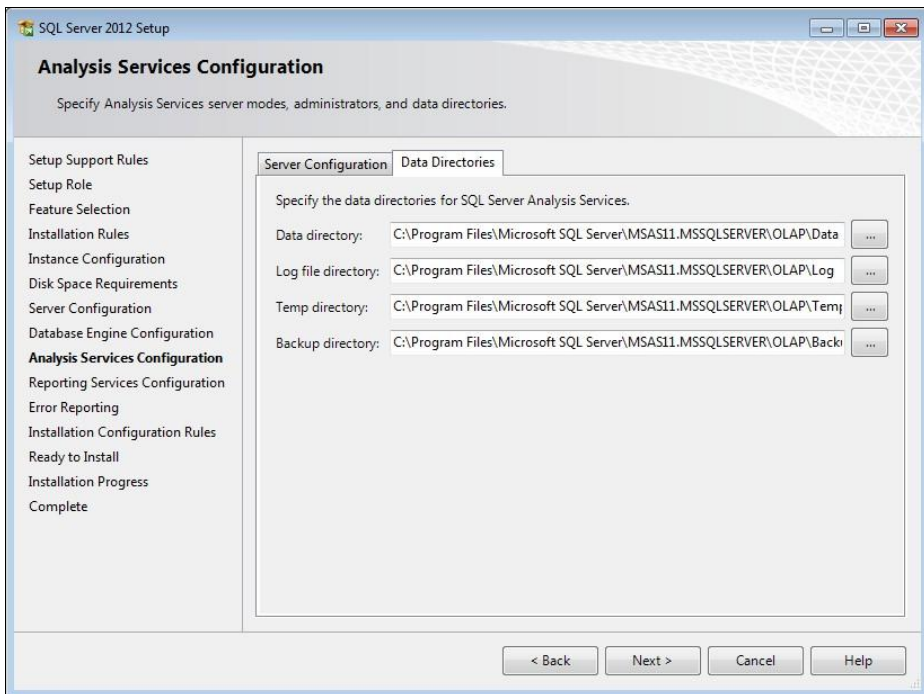 SQL Server 2012 Setup
Analysis Services Configuration
Specify Analysis Services server modes, administrators, and data directories.
Setup Support Rules
Setup Role
Feature Selection
Installation Rules
Instance Configuration
Disk Space Requirements
Server Configuration
Database Engine Configuration
Analysis Services Configuration
Reporting Services Configuration
Error Reporting
Installation Configuration Rules
Ready to Install
Installation Progress
Complete
Server Configuration Data Directories
Specify the data directories for SQL Server Analysis Services.
Data directory: C:\Program Files\Microsoft SQL Server\MSAS11.MSSQLSERVER\OLAP\Data ...
Log file directory: C:\Program Files\Microsoft SQL Server\MSAS11.MSSQLSERVER\OLAP\Log ...
Temp directory: C:\Program Files\Microsoft SQL Server\MSAS11.MSSQLSERVER\OLAP\Temp ...
Backup directory: C:\Program Files\Microsoft SQL Server\MSAS11.MSSQLSERVER\OLAP\Backu ...
< Back Next > Cancel Help